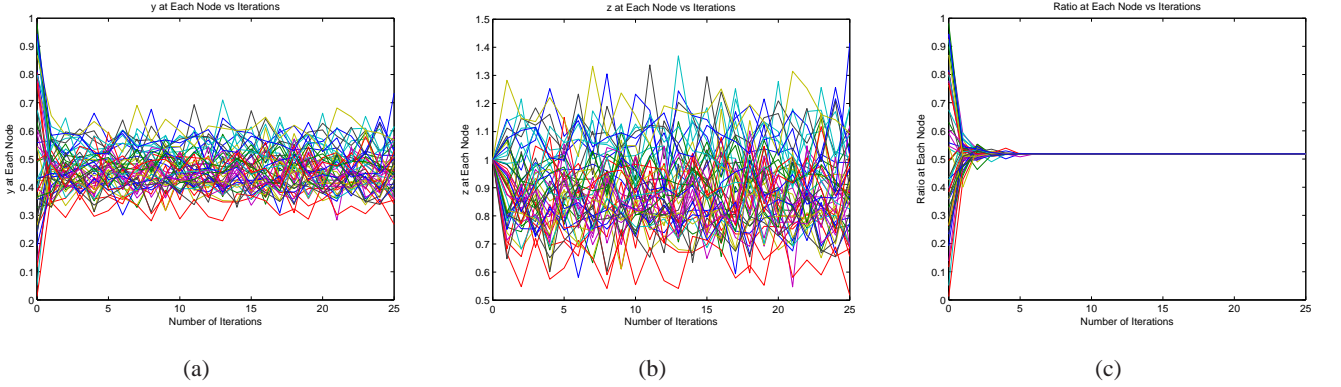 y at Each Node vs Iterations
1
0.9
0.8
0.7
0.6
0.5
0.4
0.3
0.2
0.1
0
y at Each Node
0 5 10 15 20 25
Number of Iterations
(a)
z at Each Node vs Iterations
1.5
1.4
1.3
1.2
1.1
1
0.9
0.8
0.7
0.6
0.5
z at Each Node
0 5 10 15 20 25
Number of Iterations
(b)
Ratio at Each Node vs Iterations
1
0.9
0.8
0.7
0.6
0.5
0.4
0.3
0.2
0.1
0
Ratio at Each Node
0 5 10 15 20 25
Number of Iterations
(c)